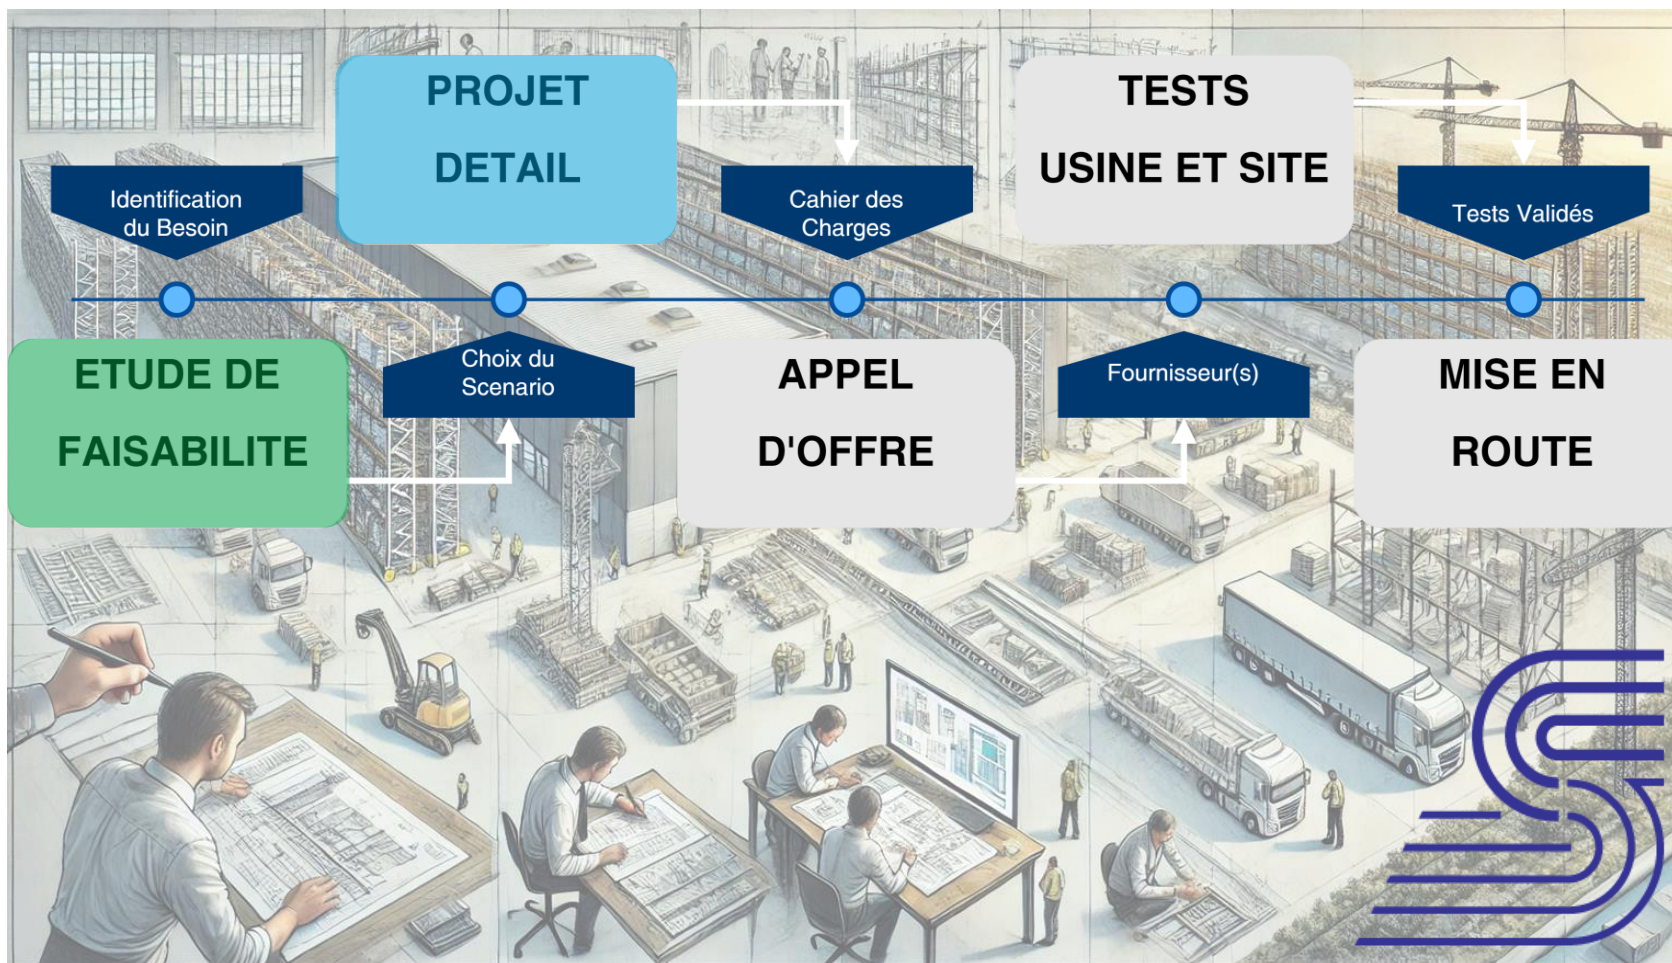 PROJET
DETAIL
TESTS
USINE ET SITE
Identification
du Besoin
Cahier des
Charges
Tests Validés
ETUDE DE
FAISABILITE
Choix du
Scenario
APPEL
D'OFFRE
Fournisseur(s)
MISE EN
ROUTE